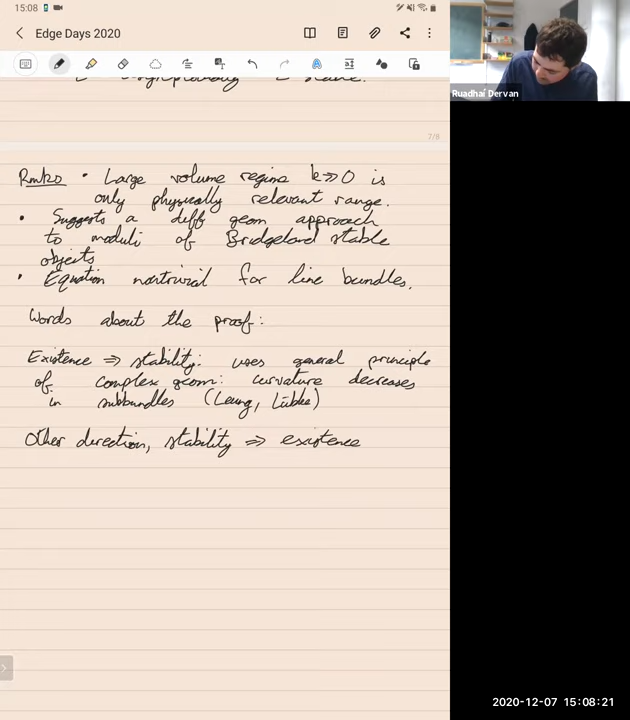 15:08
Edge Days 2020
Ruadhaí Dervan
7/8
Rmks • Large volume regime k>>0 is
only physically relevant range.
• Suggests a diff geom approach
to moduli of Bridgeland stable
objects
• Equation nontrivial for line bundles.
Words about the proof:
Existence ⇒ stability: uses general principle
of complex geom: curvature decreases
in subbundles (Leung, Lübke)
Other direction, stability ⇒ existence
2020-12-07 15:08:21